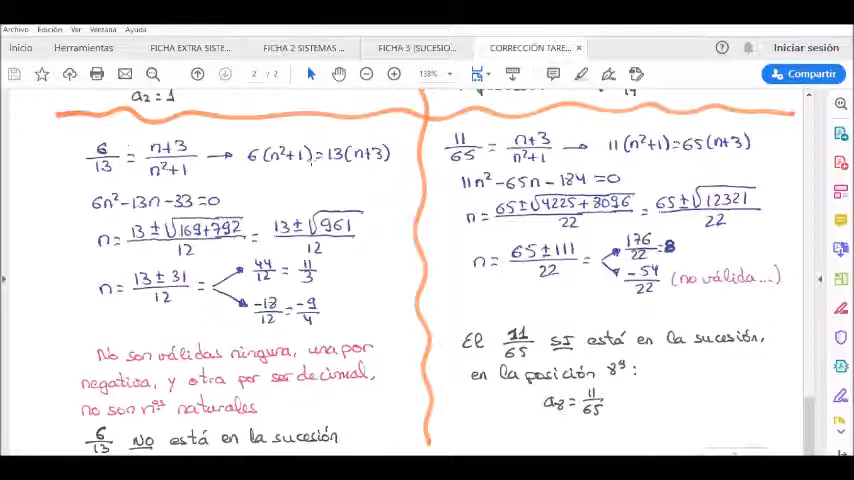 Archivo Edición Ver Ventana Ayuda
Inicio Herramientas FICHA EXTRA SISTE... FICHA 2 SISTEMAS ... FICHA 3 (SUCESIO... CORRECCIÓN TARE... × Iniciar sesión
2 / 2 138% Compartir
a₂ = 1
6/13 = n+3/n²+1 → 6(n²+1)=13(n+3)
6n²-13n-33=0
n= 13±√169+792/12 = 13±√961/12
n= 13±31/12 =
44/12 = 11/3
-18/12 = -9/4
No son válidas ninguna, una por
negativa, y otra por ser decimal,
no son nºs naturales
6/13 NO está en la sucesión
11/65 = n+3/n²+1 → 11(n²+1)=65(n+3)
11n²-65n-184=0
n= 65±√4225+8096/22 = 65±√12321/22
n= 65±111/22 =
176/22=8
-54/22 (no válida...)
El 11/65 SI está en la sucesión,
en la posición 8ª:
a₈ = 11/65